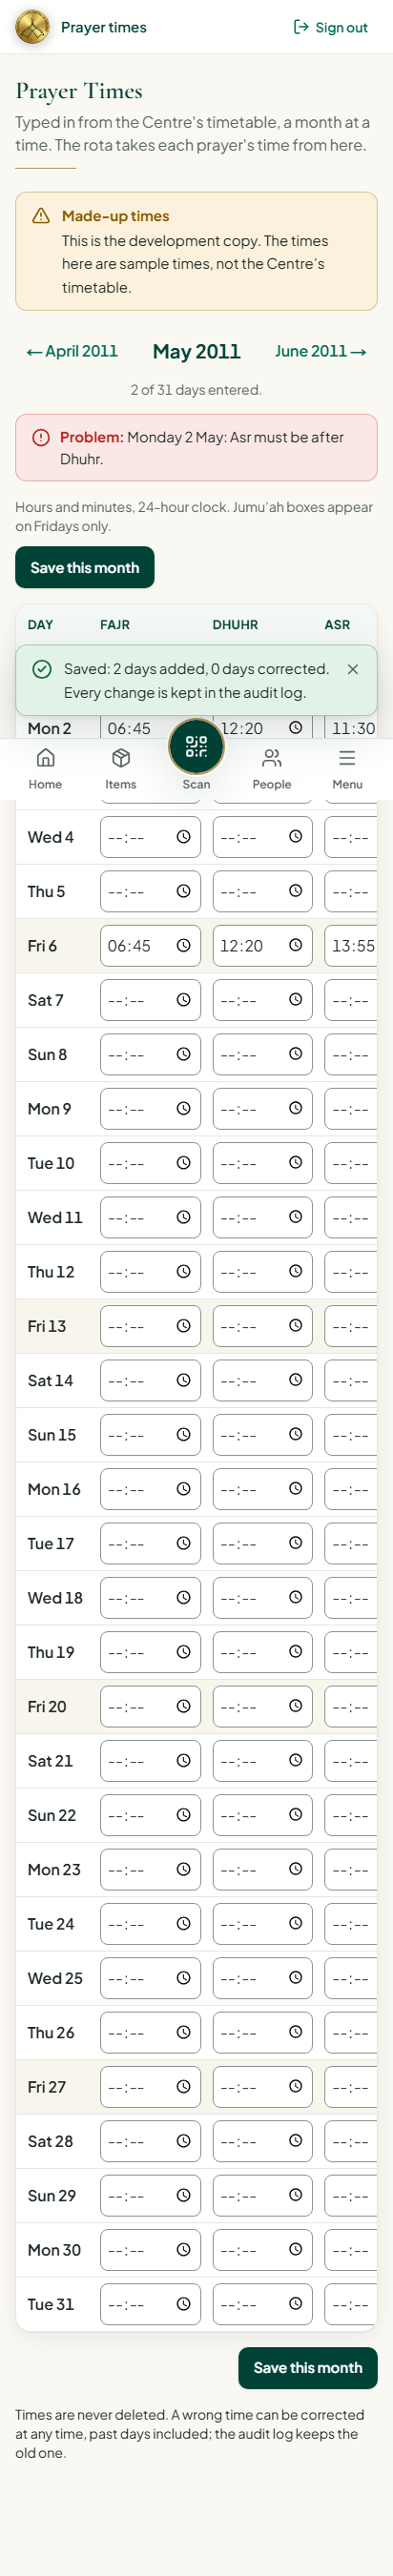 Prayer times
Sign out
Prayer Times
Typed in from the Centre's timetable, a month at a
time. The rota takes each prayer's time from here.
Made-up times
This is the development copy. The times
here are sample times, not the Centre's
timetable.
← April 2011
May 2011
June 2011 →
2 of 31 days entered.
Problem: Monday 2 May: Asr must be after
Dhuhr.
Hours and minutes, 24-hour clock. Jumu'ah boxes appear
on Fridays only.
Save this month
DAY FAJR DHUHR ASR
Saved: 2 days added, 0 days corrected.
Every change is kept in the audit log.
Mon 2 06:45 12:20 11:30
Home Items Scan People Menu
Wed 4 --:-- --:-- --:--
Thu 5 --:-- --:-- --:--
Fri 6 06:45 12:20 13:55
Sat 7 --:-- --:-- --:--
Sun 8 --:-- --:-- --:--
Mon 9 --:-- --:-- --:--
Tue 10 --:-- --:-- --:--
Wed 11 --:-- --:-- --:--
Thu 12 --:-- --:-- --:--
Fri 13 --:-- --:-- --:--
Sat 14 --:-- --:-- --:--
Sun 15 --:-- --:-- --:--
Mon 16 --:-- --:-- --:--
Tue 17 --:-- --:-- --:--
Wed 18 --:-- --:-- --:--
Thu 19 --:-- --:-- --:--
Fri 20 --:-- --:-- --:--
Sat 21 --:-- --:-- --:--
Sun 22 --:-- --:-- --:--
Mon 23 --:-- --:-- --:--
Tue 24 --:-- --:-- --:--
Wed 25 --:-- --:-- --:--
Thu 26 --:-- --:-- --:--
Fri 27 --:-- --:-- --:--
Sat 28 --:-- --:-- --:--
Sun 29 --:-- --:-- --:--
Mon 30 --:-- --:-- --:--
Tue 31 --:-- --:-- --:--
Save this month
Times are never deleted. A wrong time can be corrected
at any time, past days included; the audit log keeps the
old one.